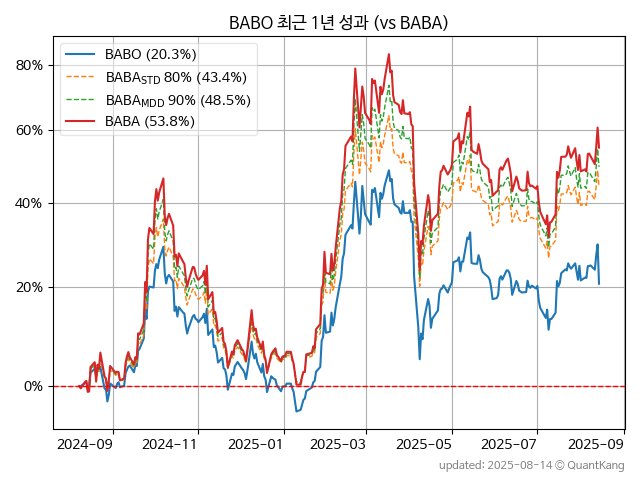 BABO 최근 1년 성과 (vs BABA)
BABO (20.3%)
BABA_STD 80% (43.4%)
BABA_MDD 90% (48.5%)
BABA (53.8%)
80%
60%
40%
20%
0%
2024-09 2024-11 2025-01 2025-03 2025-05 2025-07 2025-09
updated: 2025-08-14 © QuantKang